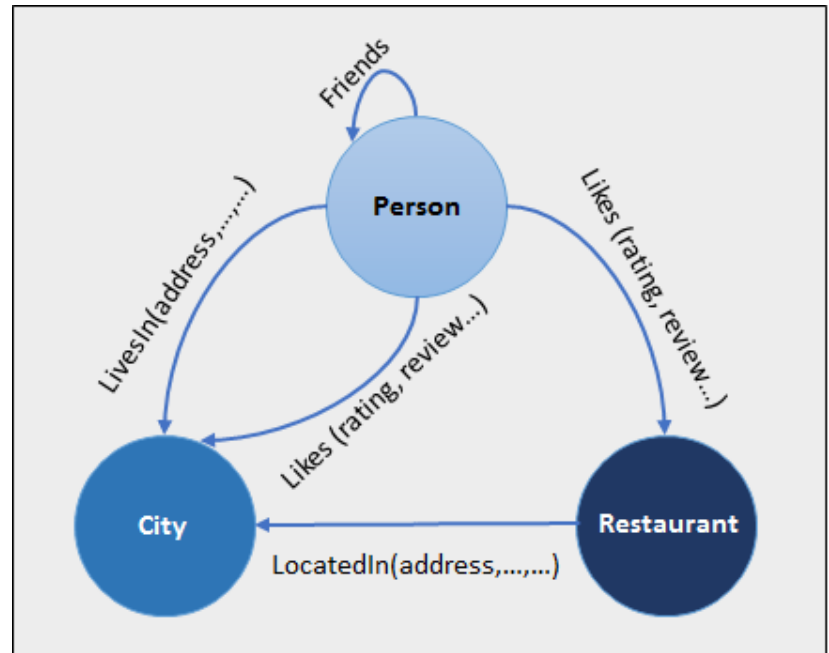 Friends
Person
LivesIn(address,...,...)
Likes (rating, review...)
Likes (rating, review...)
City
Restaurant
LocatedIn(address,...,...)